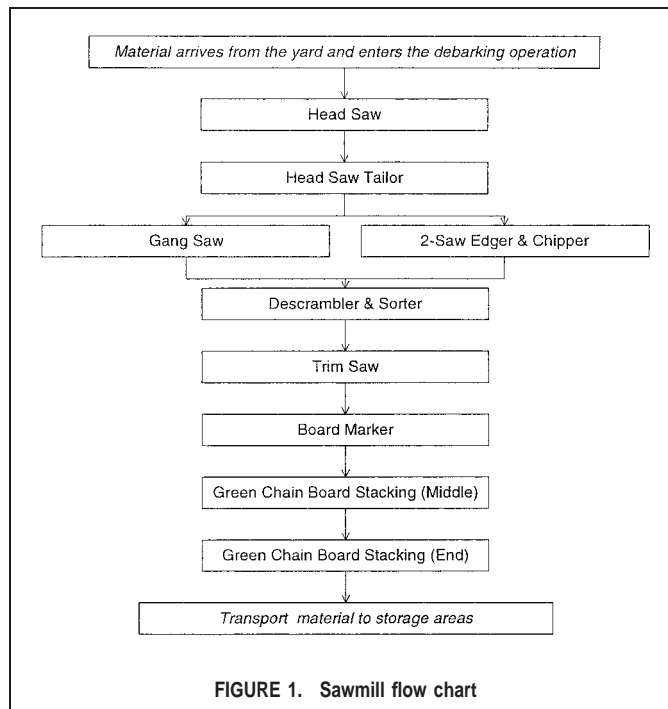 Material arrives from the yard and enters the debarking operation
Head Saw
Head Saw Tailor
Gang Saw
2-Saw Edger & Chipper
Descrambler & Sorter
Trim Saw
Board Marker
Green Chain Board Stacking (Middle)
Green Chain Board Stacking (End)
Transport material to storage areas
FIGURE 1. Sawmill flow chart